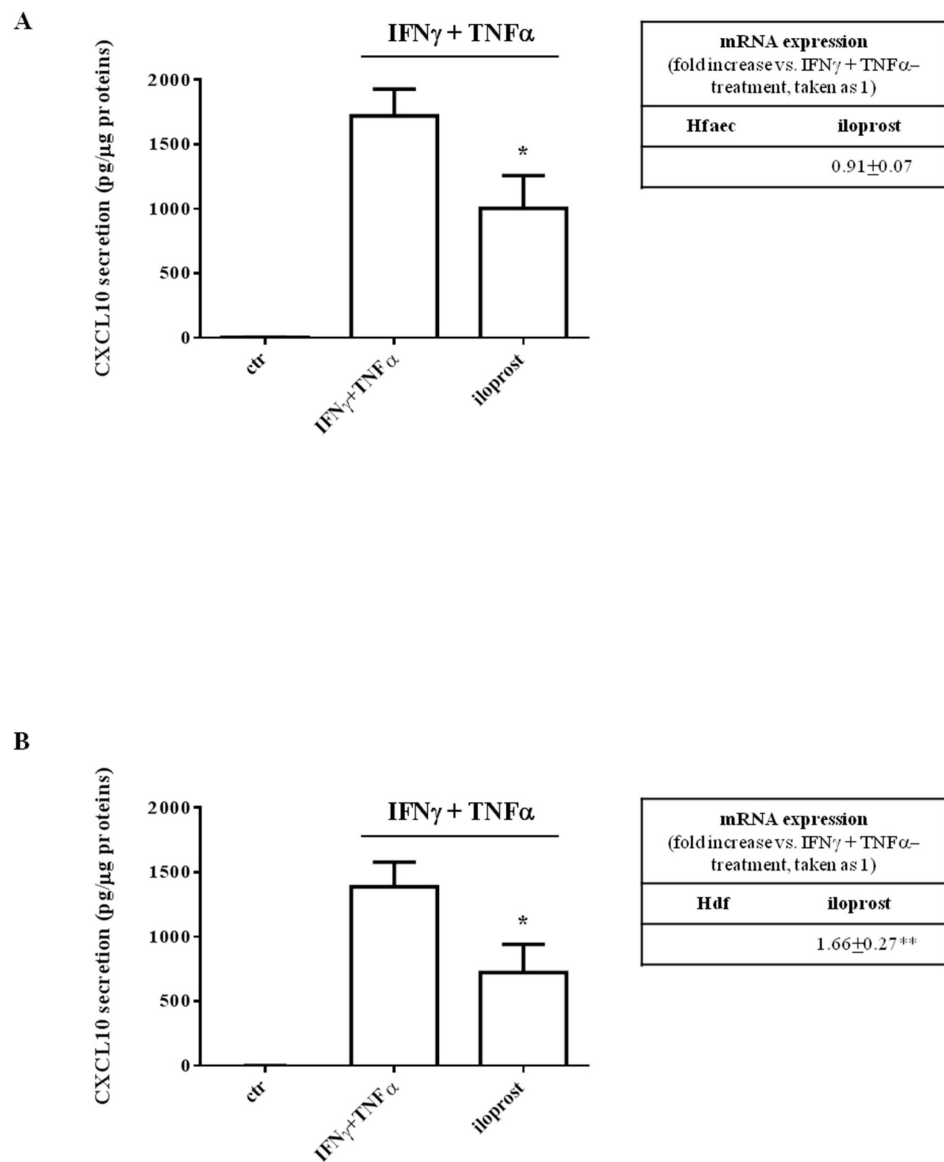 A
IFNγ + TNFα
CXCL10 secretion (pg/µg proteins)
2000
1500
1000
500
0
*
ctr
IFNγ+TNFα
iloprost
mRNA expression
(fold increase vs. IFNγ + TNFα–
treatment, taken as 1)
Hfaec iloprost
0.91±0.07
B
IFNγ + TNFα
CXCL10 secretion (pg/µg proteins)
2000
1500
1000
500
0
*
ctr
IFNγ+TNFα
iloprost
mRNA expression
(fold increase vs. IFNγ + TNFα–
treatment, taken as 1)
Hdf iloprost
1.66±0.27**